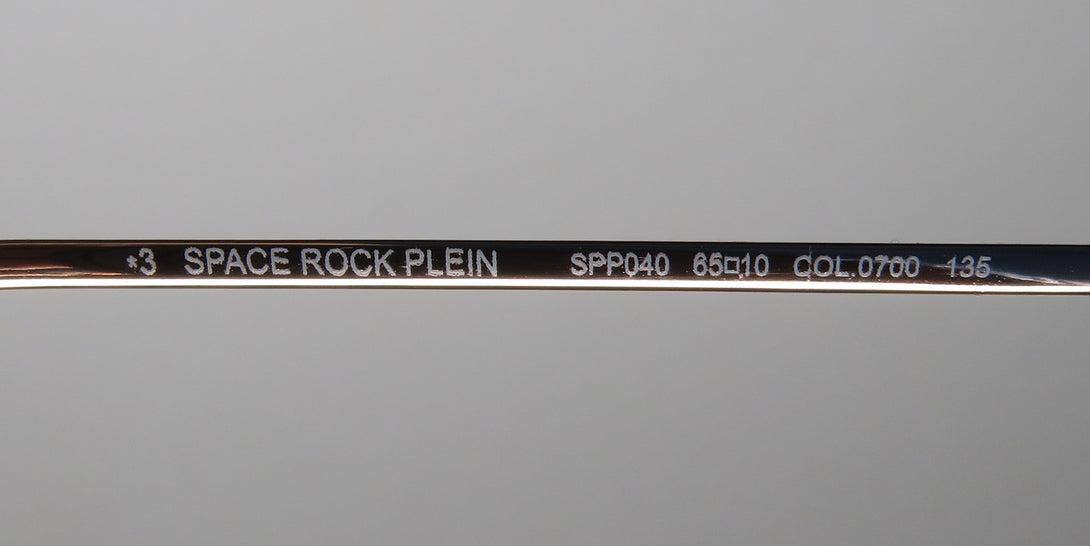 *3 SPACE ROCK PLEIN SPP040 65□10 COL.0700 135